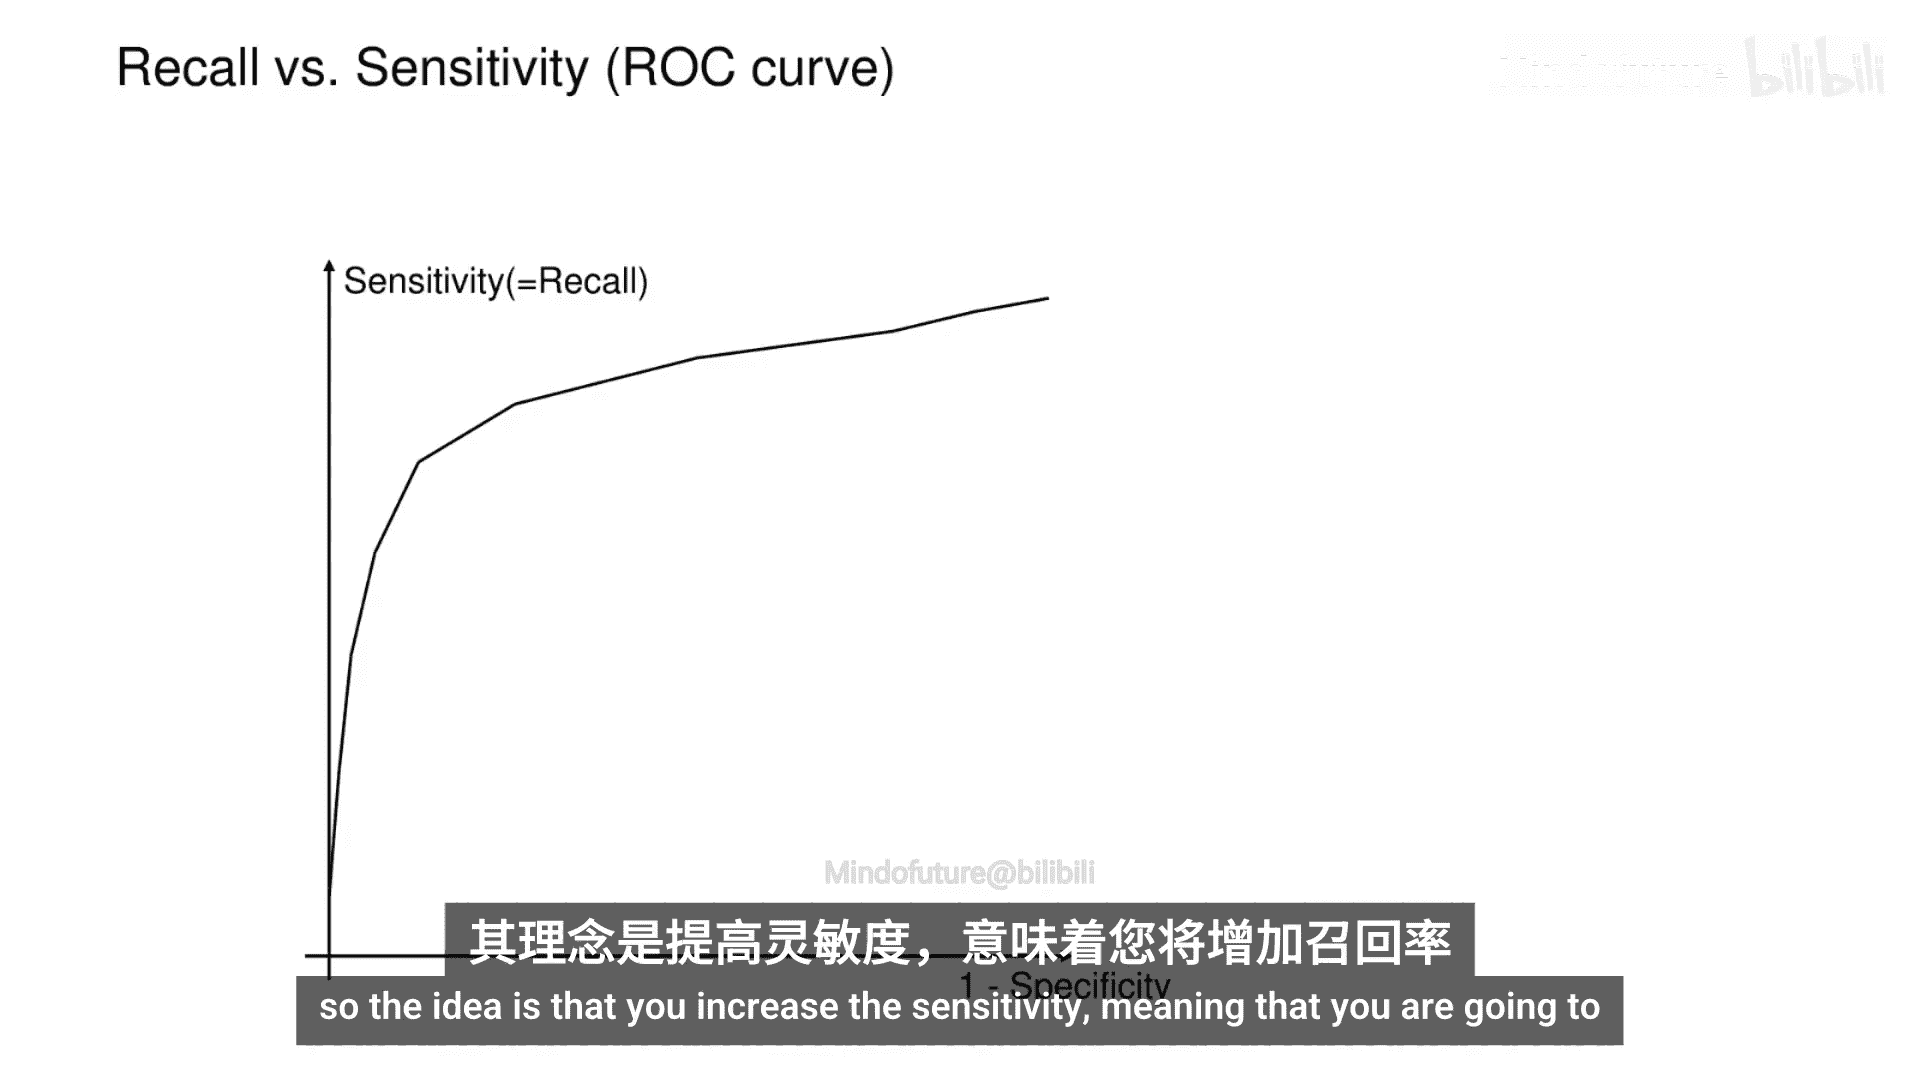 Recall vs. Sensitivity (ROC curve)
bilibili
Sensitivity(=Recall)
Mindofuture@bilibili
其理念是提高灵敏度，意味着您将增加召回率
1 - Specificity
so the idea is that you increase the sensitivity, meaning that you are going to